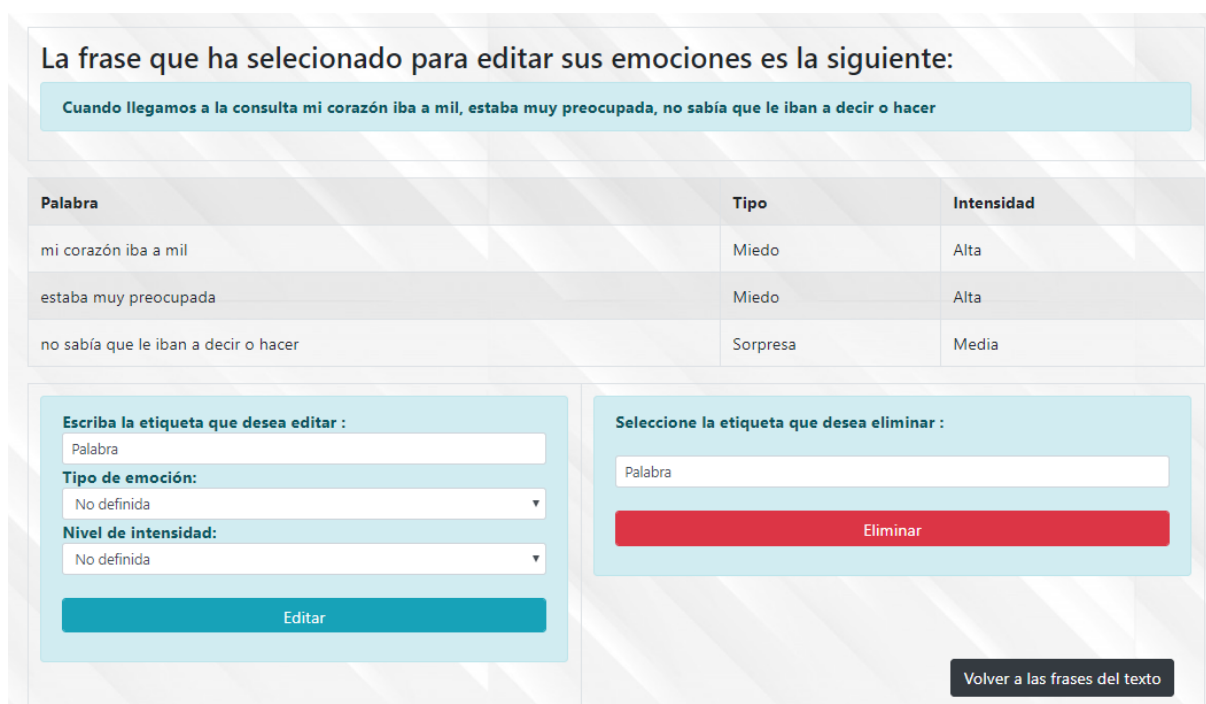 La frase que ha selecionado para editar sus emociones es la siguiente:
Cuando llegamos a la consulta mi corazón iba a mil, estaba muy preocupada, no sabía que le iban a decir o hacer
Palabra Tipo Intensidad
mi corazón iba a mil Miedo Alta
estaba muy preocupada Miedo Alta
no sabía que le iban a decir o hacer Sorpresa Media
Escriba la etiqueta que desea editar :
Palabra
Tipo de emoción:
No definida
Nivel de intensidad:
No definida
Editar
Seleccione la etiqueta que desea eliminar :
Palabra
Eliminar
Volver a las frases del texto